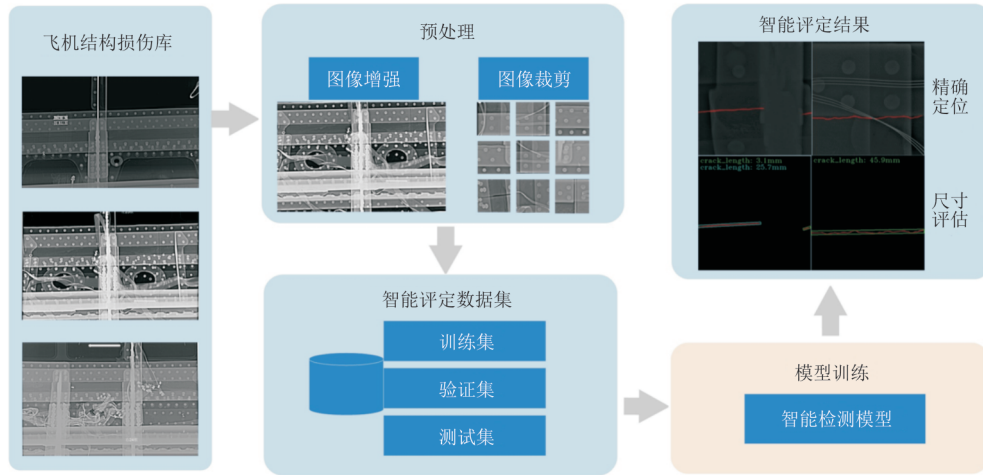 飞机结构损伤库
预处理
图像增强
图像裁剪
智能评定数据集
训练集
验证集
测试集
模型训练
智能检测模型
智能评定结果
精确
定位
crack_length: 3.1mm
crack_length: 25.7mm
crack_length: 45.9mm
尺寸
评估